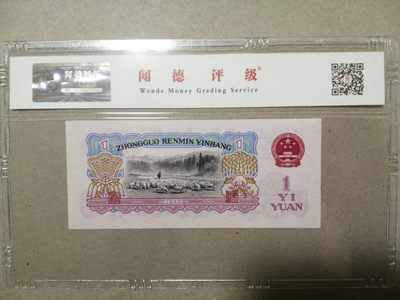 闻德评级®
Wende Money Grading Service
ZHONGGUO RENMIN YINHANG
1 1
1
YI
YUAN